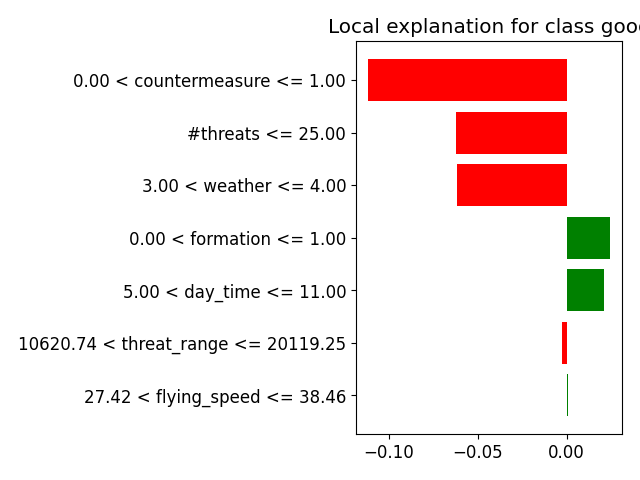 Local explanation for class good
0.00 < countermeasure <= 1.00
#threats <= 25.00
3.00 < weather <= 4.00
0.00 < formation <= 1.00
5.00 < day_time <= 11.00
10620.74 < threat_range <= 20119.25
27.42 < flying_speed <= 38.46
−0.10 −0.05 0.00